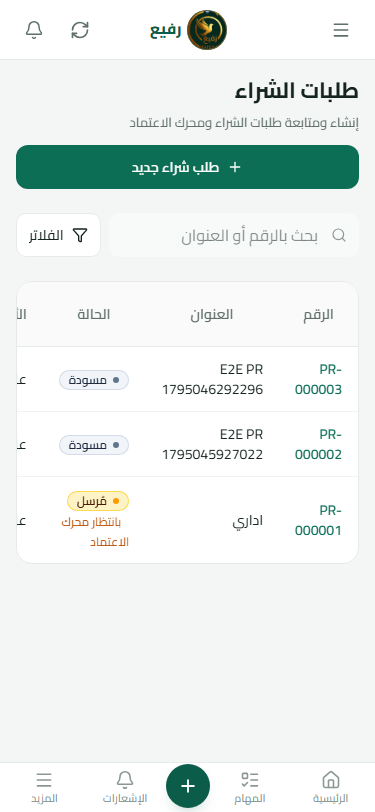 رفيع
طلبات الشراء
إنشاء ومتابعة طلبات الشراء ومحرك الاعتماد
طلب شراء جديد
بحث بالرقم أو العنوان
الفلاتر
الرقم العنوان الحالة
PR-000003 E2E PR 1795046292296 مسودة
PR-000002 E2E PR 1795045927022 مسودة
PR-000001 اداري مُرسل
بانتظار محرك الاعتماد
الرئيسية المهام الإشعارات المزيد